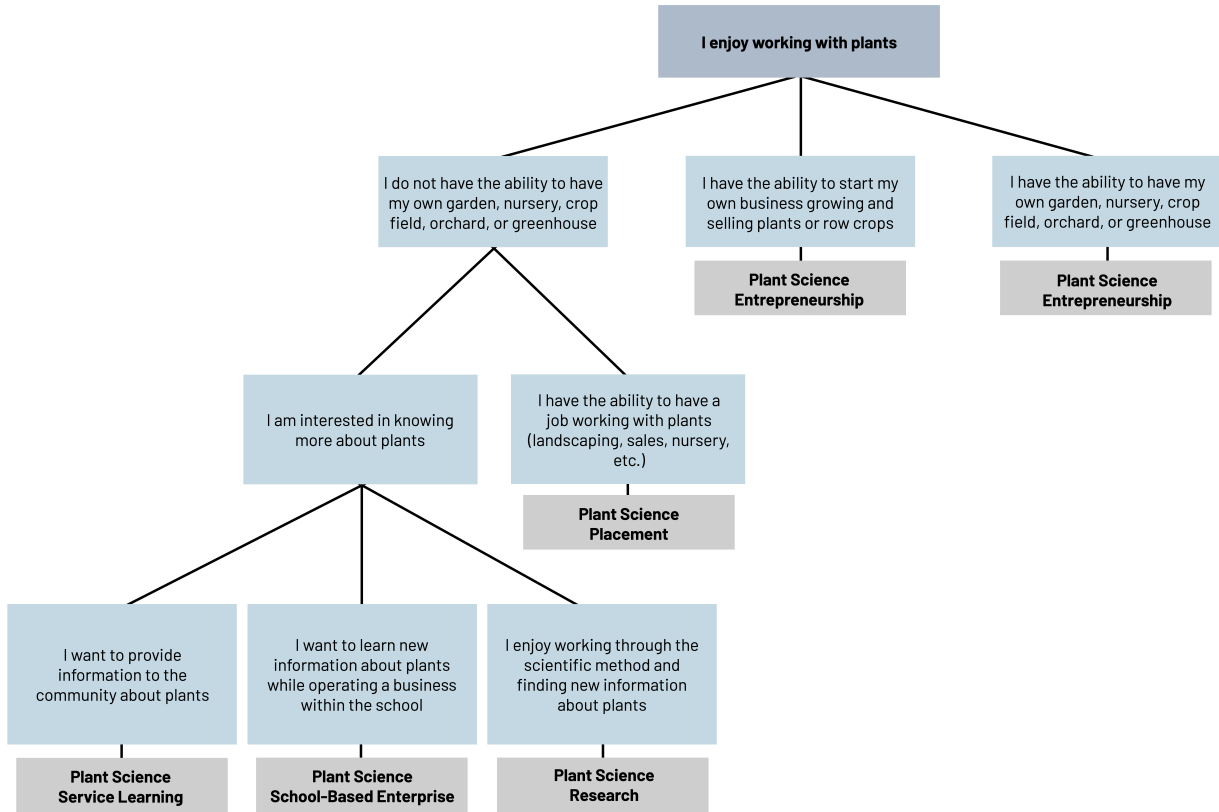 I enjoy working with plants
I do not have the ability to have
my own garden, nursery, crop
field, orchard, or greenhouse
I have the ability to start my
own business growing and
selling plants or row crops
I have the ability to have my
own garden, nursery, crop
field, orchard, or greenhouse
Plant Science
Entrepreneurship
Plant Science
Entrepreneurship
I am interested in knowing
more about plants
I have the ability to have a
job working with plants
(landscaping, sales, nursery,
etc.)
Plant Science
Placement
I want to provide
information to the
community about plants
I want to learn new
information about plants
while operating a business
within the school
I enjoy working through the
scientific method and
finding new information
about plants
Plant Science
Service Learning
Plant Science
School-Based Enterprise
Plant Science
Research